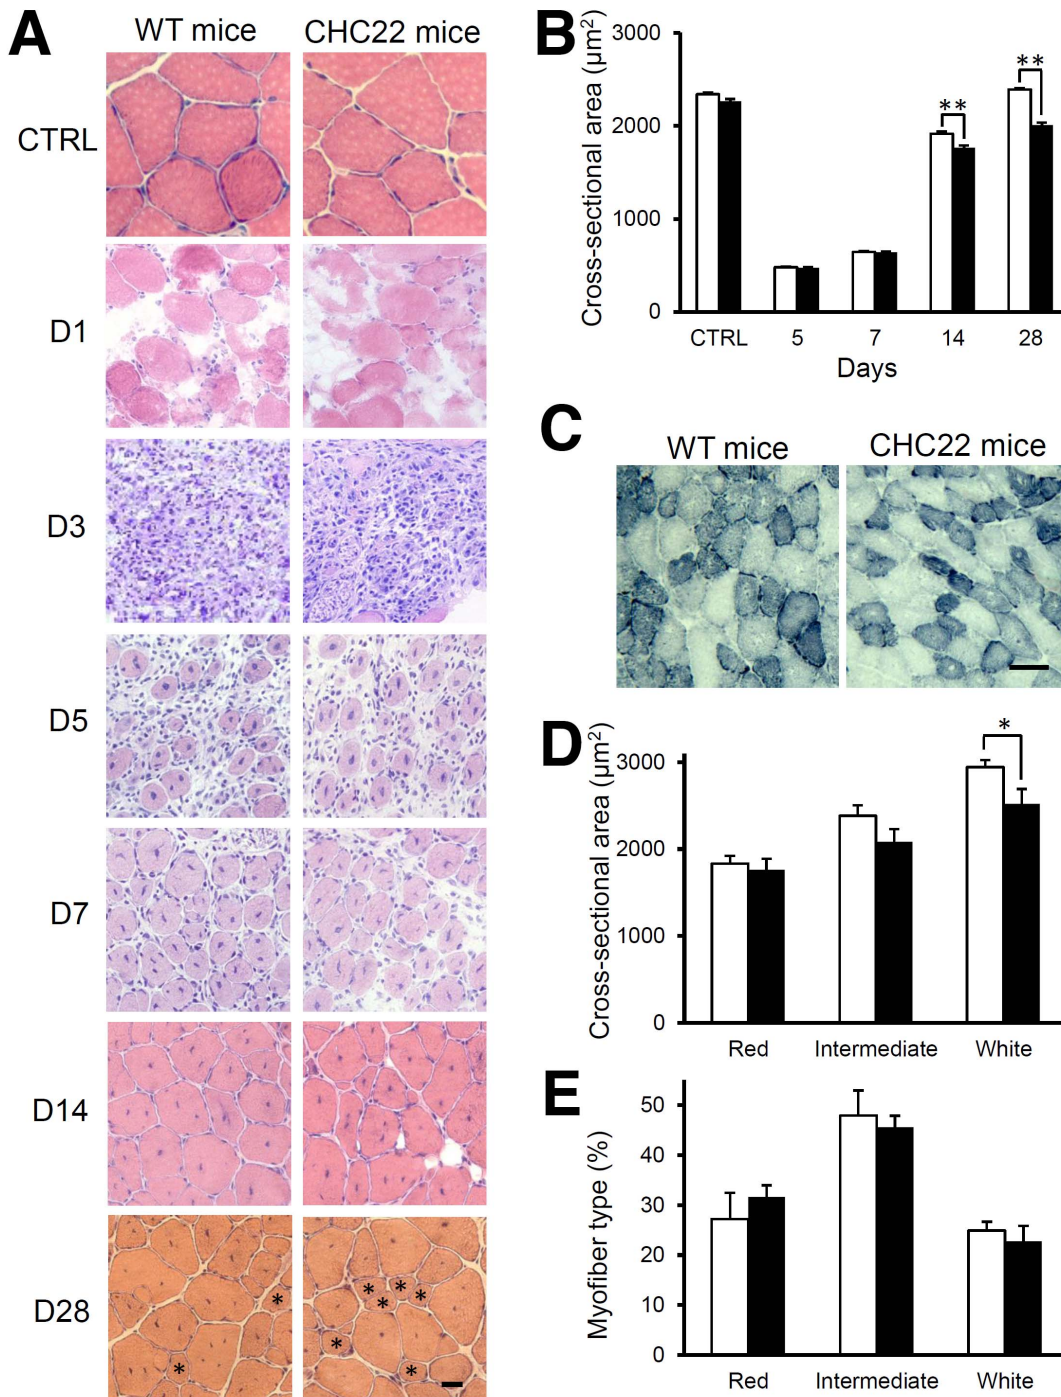 A
WT mice
CHC22 mice
CTRL
D1
D3
D5
D7
D14
D28
*
*
*
*
*
*
*
*
B
Cross-sectional area (µm²)
3000
2000
1000
0
**
**
CTRL
5
7
14
28
Days
C
WT mice
CHC22 mice
D
Cross-sectional area (µm²)
3000
2000
1000
0
*
Red
Intermediate
White
E
Myofiber type (%)
50
40
30
20
10
0
Red
Intermediate
White